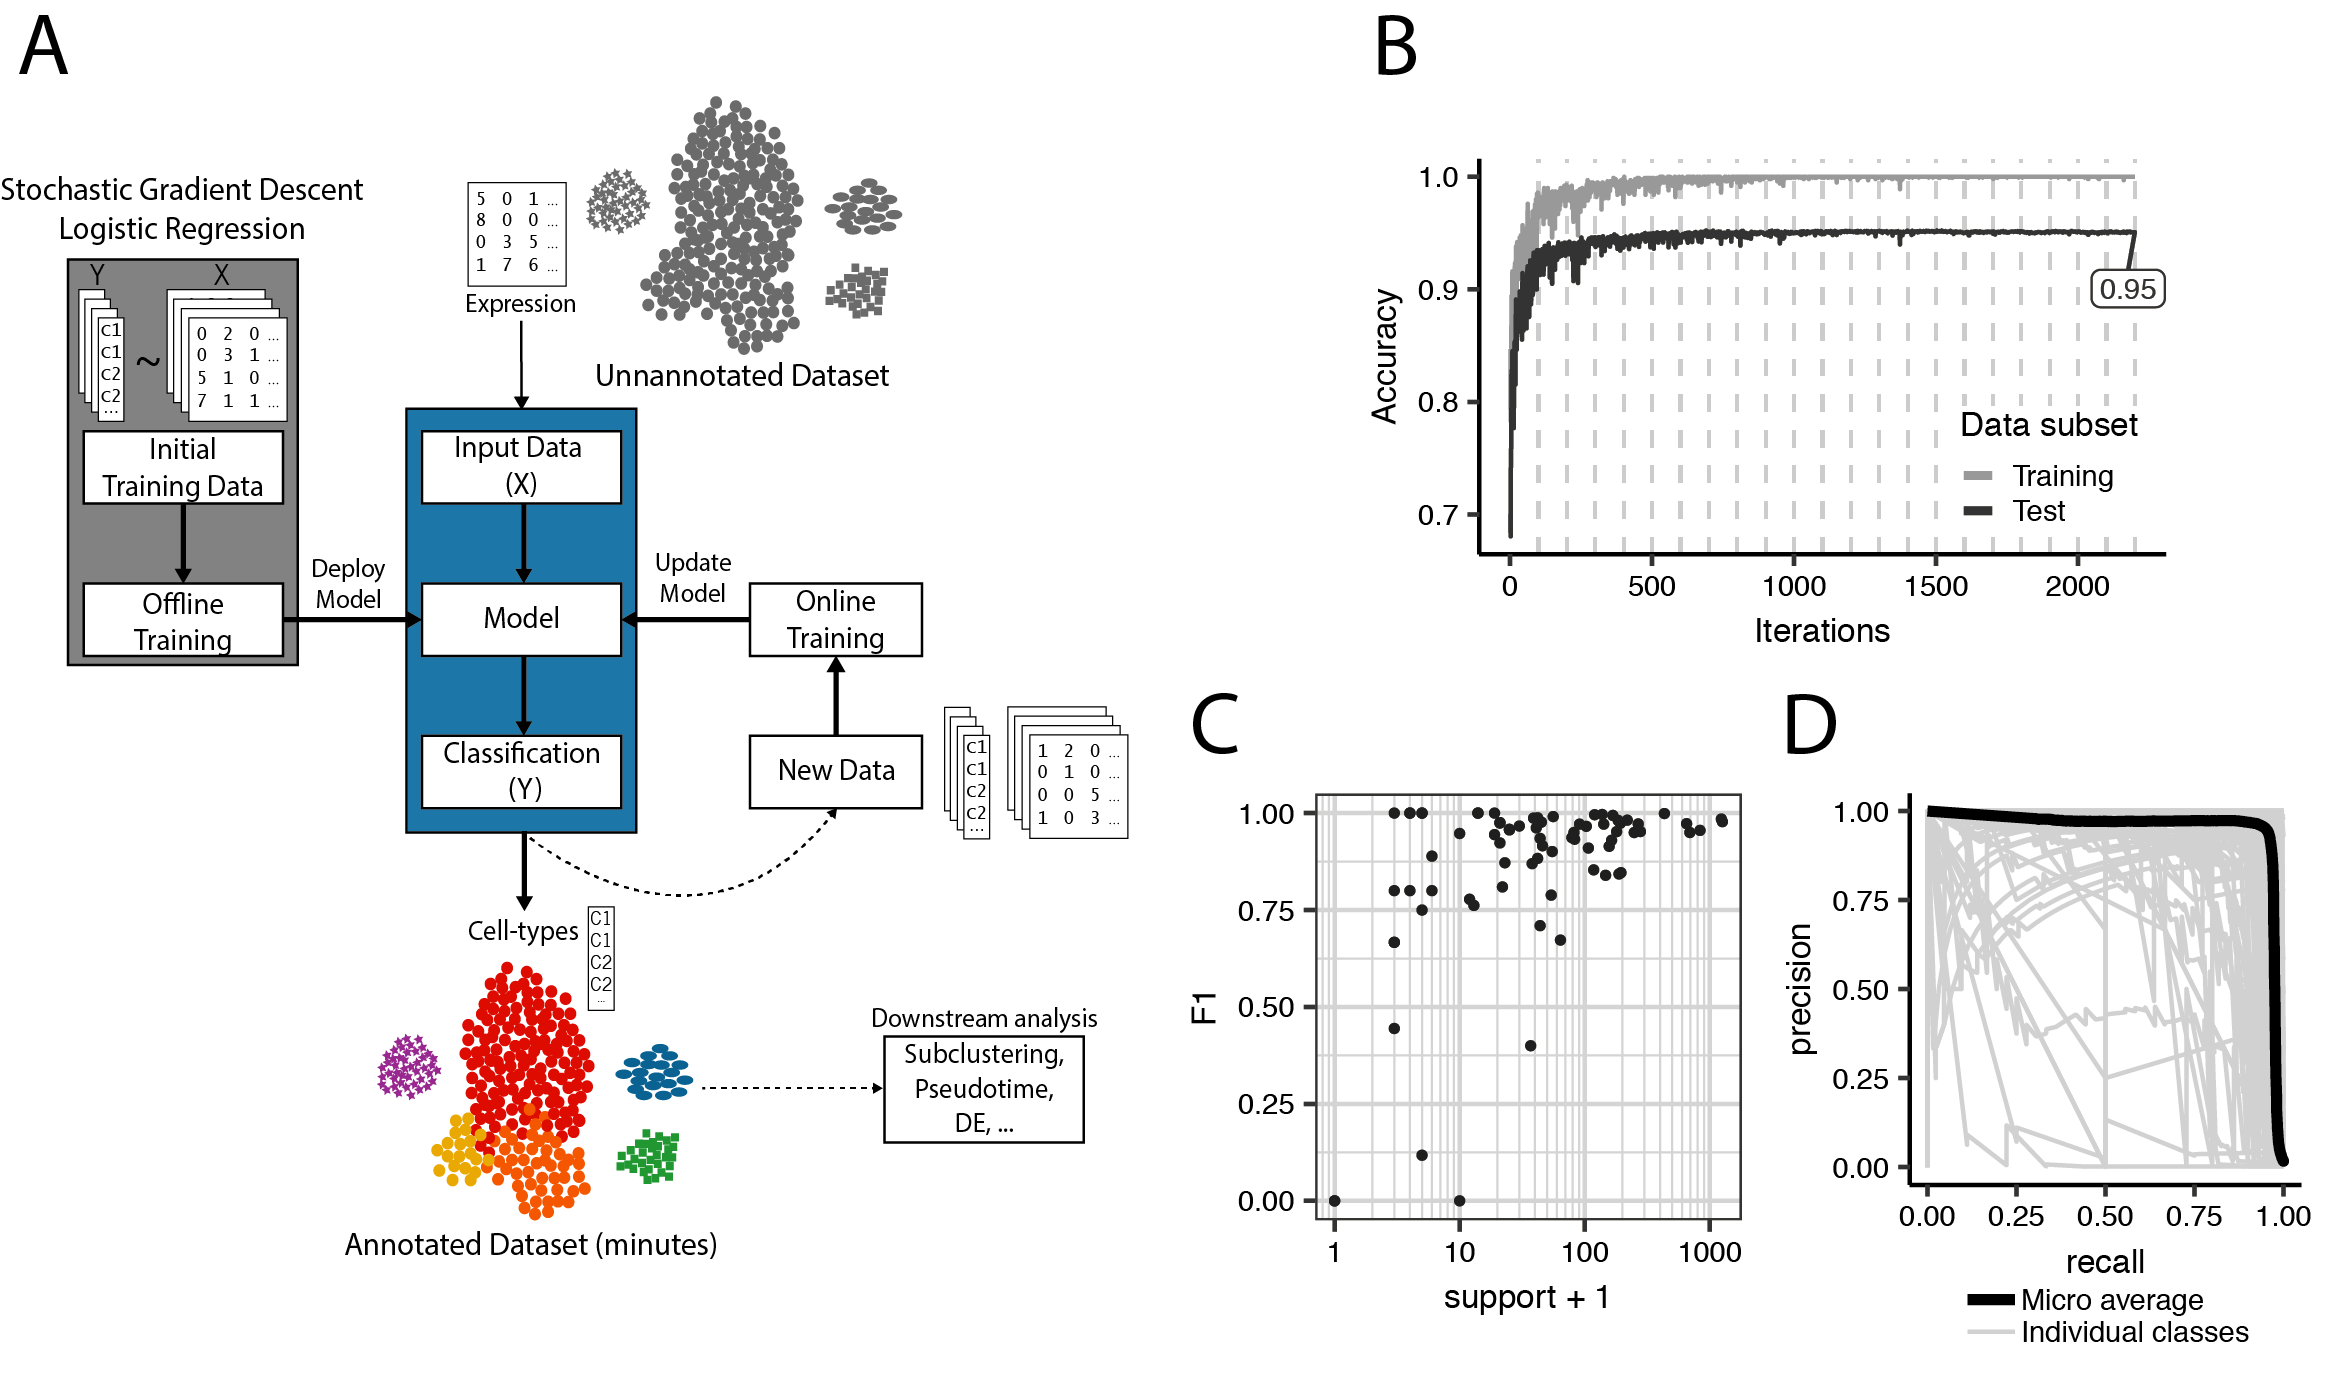 A
Stochastic Gradient Descent
Logistic Regression
Y X
C1
C1
C2
C2
...
~
0 2 0 ...
0 3 1 ...
5 1 0 ...
7 1 1 ...
Initial
Training Data
Offline
Training
Deploy
Model
5 0 1 ...
8 0 0 ...
0 3 5 ...
1 7 6 ...
Expression
Unnannotated Dataset
Input Data
(X)
Model
Classification
(Y)
Update
Model
Online
Training
New Data
C1
C1
C2
C2
...
1 2 0 ...
0 1 0 ...
0 0 5 ...
1 0 3 ...
Cell-types
C1
C1
C2
C2
...
Annotated Dataset (minutes)
Downstream analysis
Subclustering,
Pseudotime,
DE, ...
B
Accuracy
1.0
0.9
0.8
0.7
0.95
Data subset
Training
Test
0 500 1000 1500 2000
Iterations
C
F1
1.00
0.75
0.50
0.25
0.00
1 10 100 1000
support + 1
D
precision
1.00
0.75
0.50
0.25
0.00
0.00 0.25 0.50 0.75 1.00
recall
Micro average
Individual classes